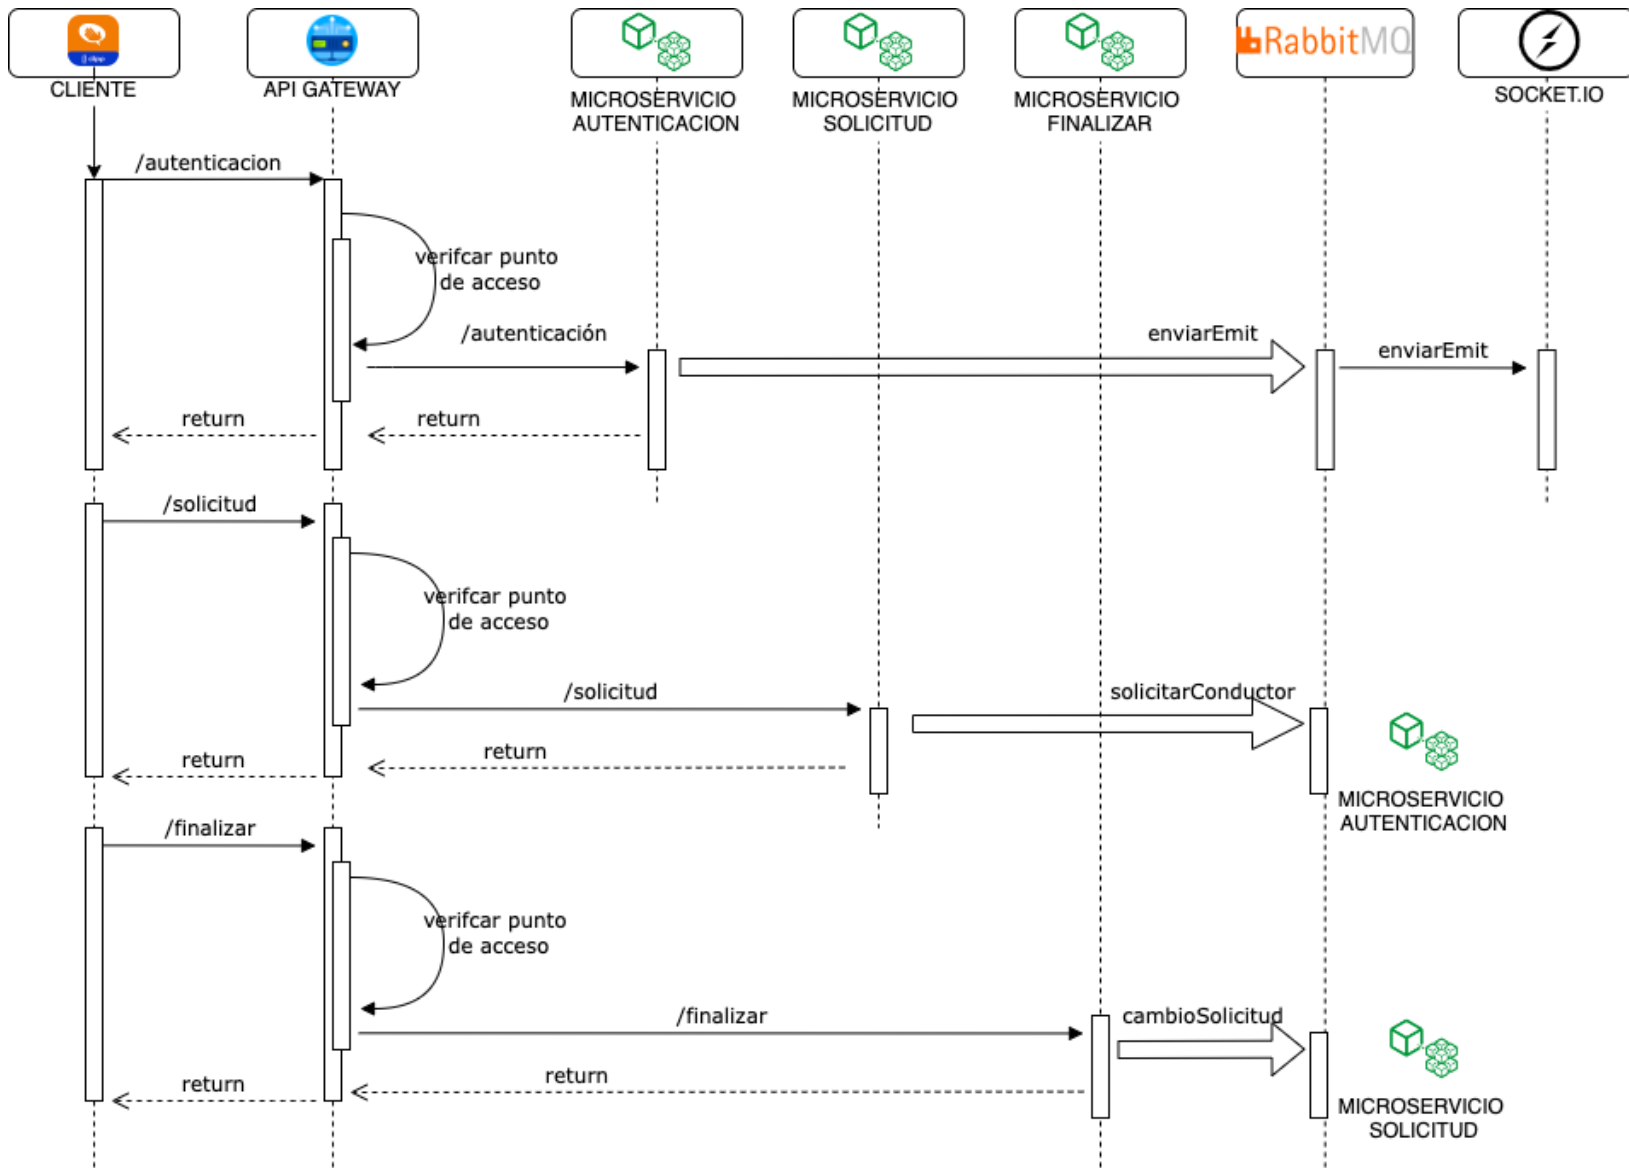 RabbitMQ
CLIENTE
API GATEWAY
MICROSERVICIO
AUTENTICACION
MICROSERVICIO
SOLICITUD
MICROSERVICIO
FINALIZAR
SOCKET.IO
/autenticacion
verifcar punto
de acceso
/autenticación
enviarEmit
enviarEmit
return
return
/solicitud
verifcar punto
de acceso
/solicitud
solicitarConductor
return
return
MICROSERVICIO
AUTENTICACION
/finalizar
verifcar punto
de acceso
/finalizar
cambioSolicitud
return
return
MICROSERVICIO
SOLICITUD